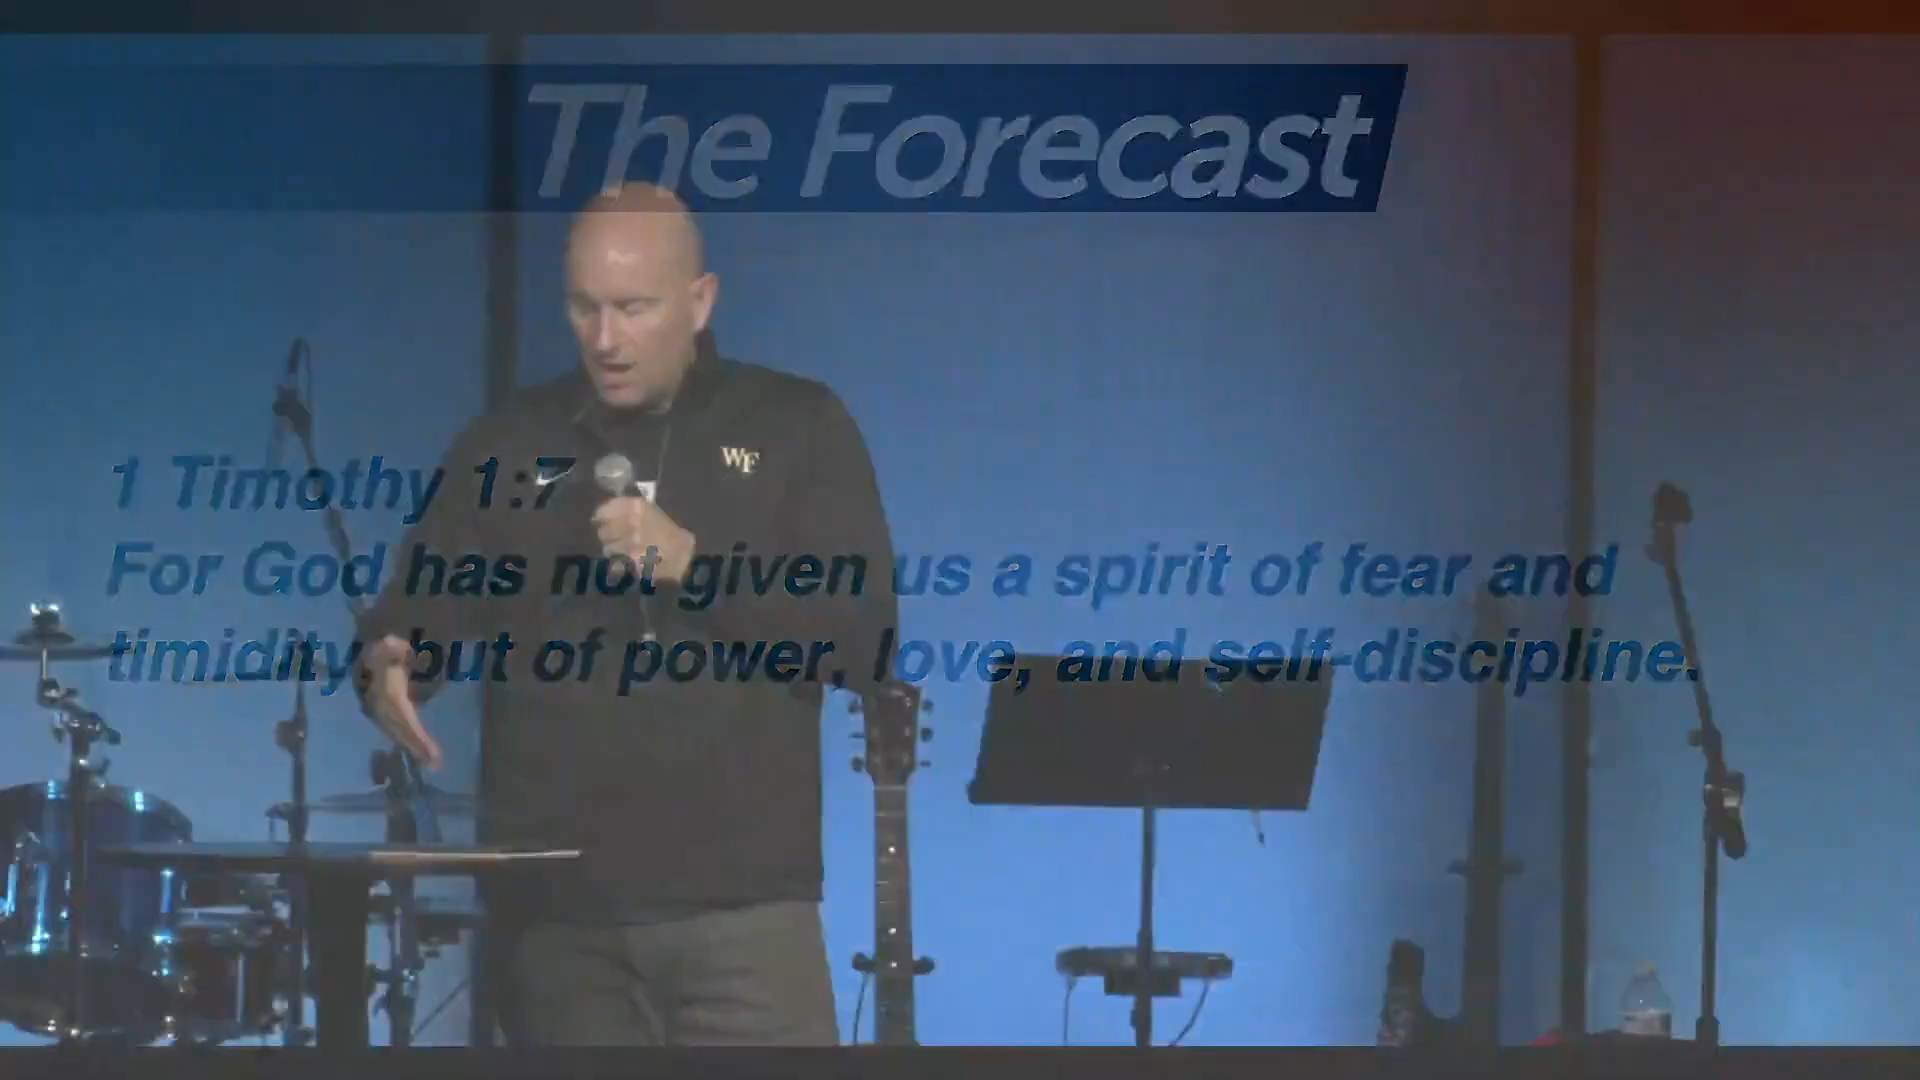 The Forecast
WF
1 Timothy 1:7
For God has not given us a spirit of fear and
timidity, but of power, love, and self-discipline.